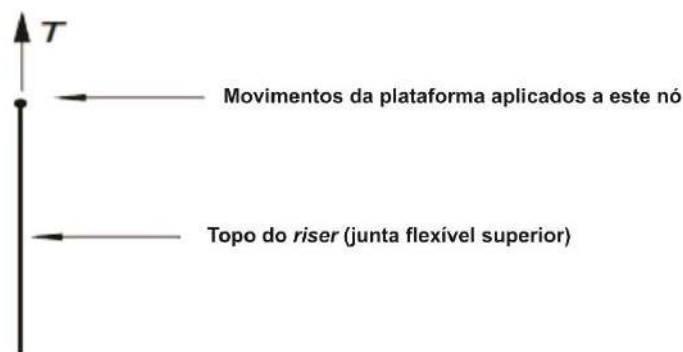 T
Movimentos da plataforma aplicados a este nó
Topo do riser (junta flexível superior)